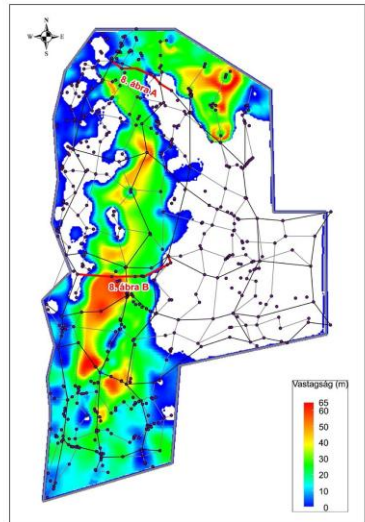 N
W E
S
8. ábra A
8. ábra B
Vastagság (m)
65
60
50
40
30
20
10
0